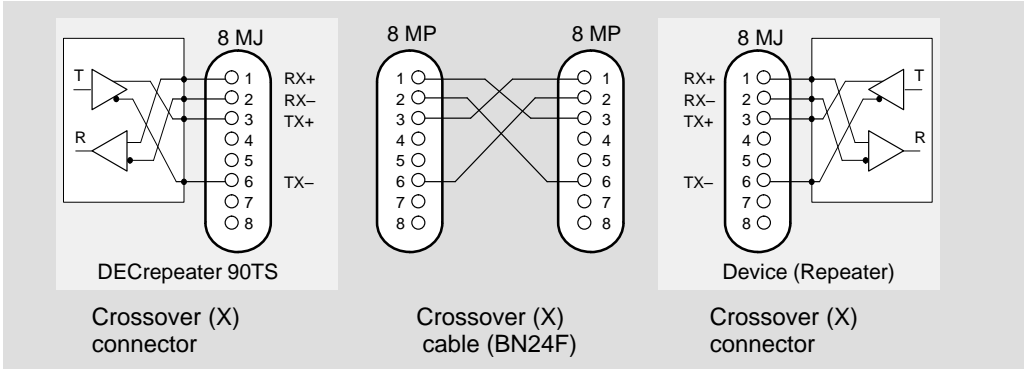 8 MJ
T
R
1 RX+
2 RX–
3 TX+
4
5
6 TX–
7
8
DECrepeater 90TS
Crossover (X)
connector
8 MP 8 MP
1 1
2 2
3 3
4 4
5 5
6 6
7 7
8 8
Crossover (X)
cable (BN24F)
8 MJ
RX+ 1
RX– 2
TX+ 3
4
5
TX– 6
7
8
T
R
Device (Repeater)
Crossover (X)
connector